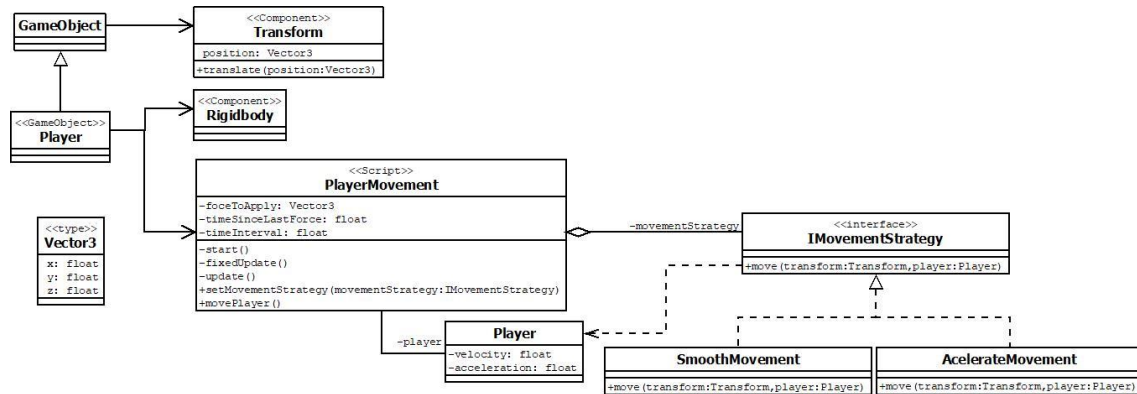 GameObject
<<Component>>
Transform
position: Vector3
+translate(position:Vector3)
<<GameObject>>
Player
<<Component>>
Rigidbody
<<Script>>
PlayerMovement
-foceToApply: Vector3
-timeSinceLastForce: float
-timeInterval: float
-start()
-fixedUpdate()
-update()
+setMovementStrategy(movementStrategy:IMovementStrategy)
+movePlayer()
<<type>>
Vector3
x: float
y: float
z: float
-movementStrategy
<<interface>>
IMovementStrategy
+move(transform:Transform,player:Player)
-player
Player
-velocity: float
-acceleration: float
SmoothMovement
+move(transform:Transform,player:Player)
AcelerateMovement
+move(transform:Transform,player:Player)